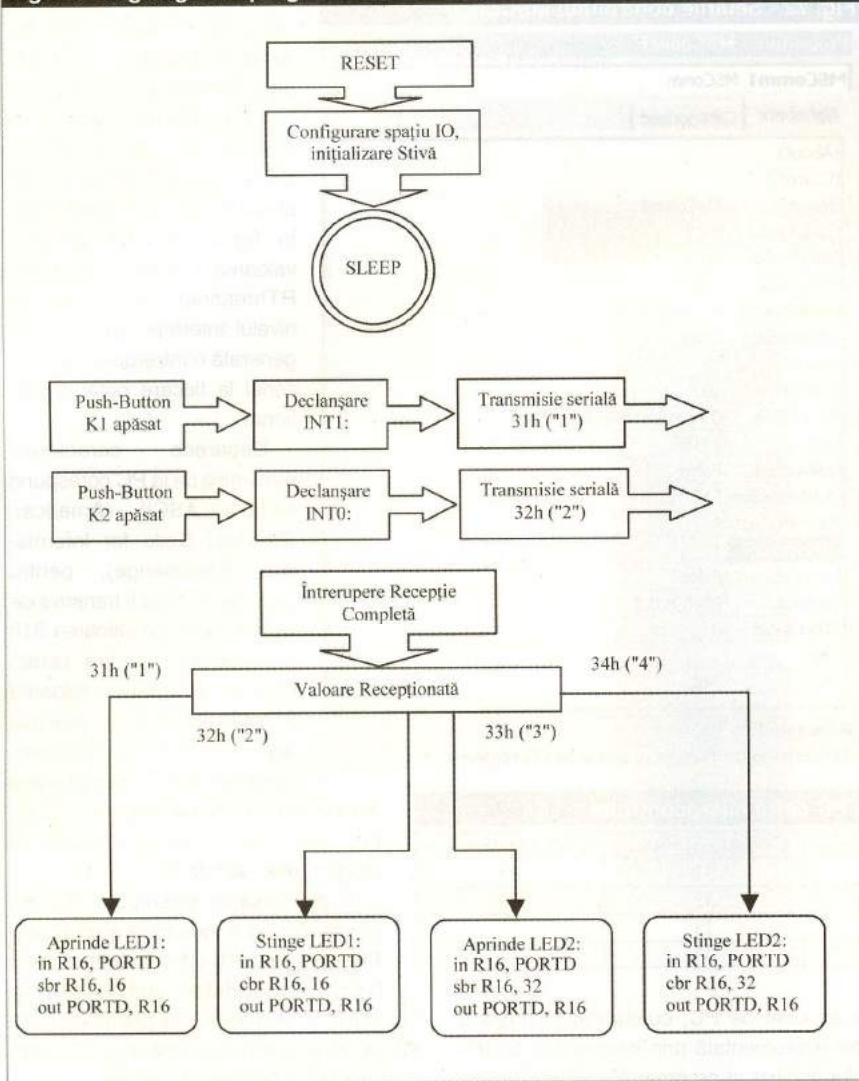 RESET
Configurare spațiu IO,
inițializare Stivă
SLEEP
Push-Button
K1 apăsat
Declanșare
INT1:
Transmisie serială
31h ("1")
Push-Button
K2 apăsat
Declanșare
INT0:
Transmisie serială
32h ("2")
Întrerupere Recepție
Completă
31h ("1")
Valoare Recepționată
34h ("4")
32h ("2")
33h ("3")
Aprinde LED1:
in R16, PORTD
sbr R16, 16
out PORTD, R16
Stinge LED1:
in R16, PORTD
cbr R16, 16
out PORTD, R16
Aprinde LED2:
in R16, PORTD
sbr R16, 32
out PORTD, R16
Stinge LED2:
in R16, PORTD
cbr R16, 32
out PORTD, R16